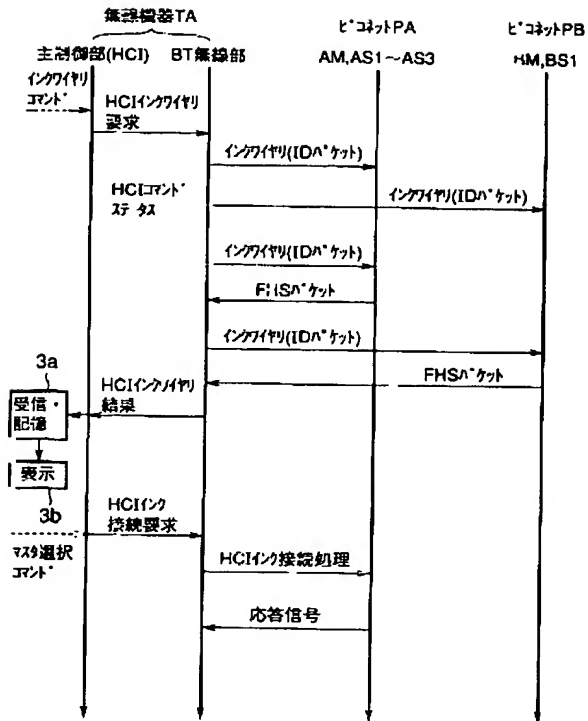 無線機器TA
主制御部(HCI) BT無線部
ピコネットPA
AM,AS1~AS3
ピコネットPB
BM,BS1
インクワイヤリ
コマンド
HCIインクワイヤリ
要求
インクワイヤリ(IDパケット)
HCIコマンド
ステータス
インクワイヤリ(IDパケット)
インクワイヤリ(IDパケット)
FHSパケット
インクワイヤリ(IDパケット)
FHSパケット
HCIインクワイヤリ
結果
3a
受信・
記憶
表示
3b
HCIインク
接続要求
マスタ選択
コマンド
HCIインク接続処理
応答信号